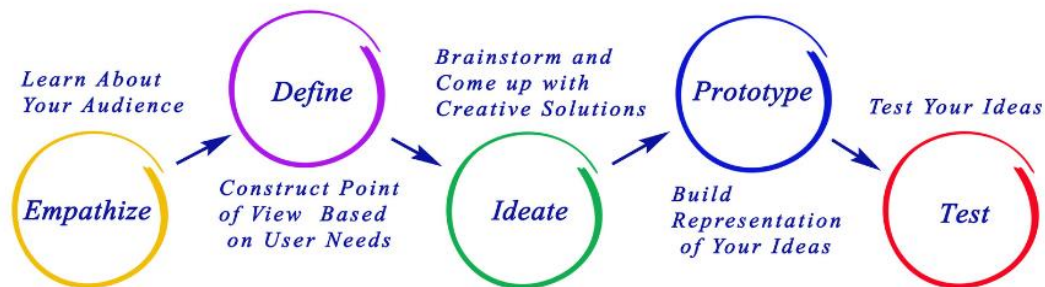 Learn About
Your Audience
Empathize
Define
Construct Point
of View Based
on User Needs
Brainstorm and
Come up with
Creative Solutions
Ideate
Prototype
Build
Representation
of Your Ideas
Test Your Ideas
Test